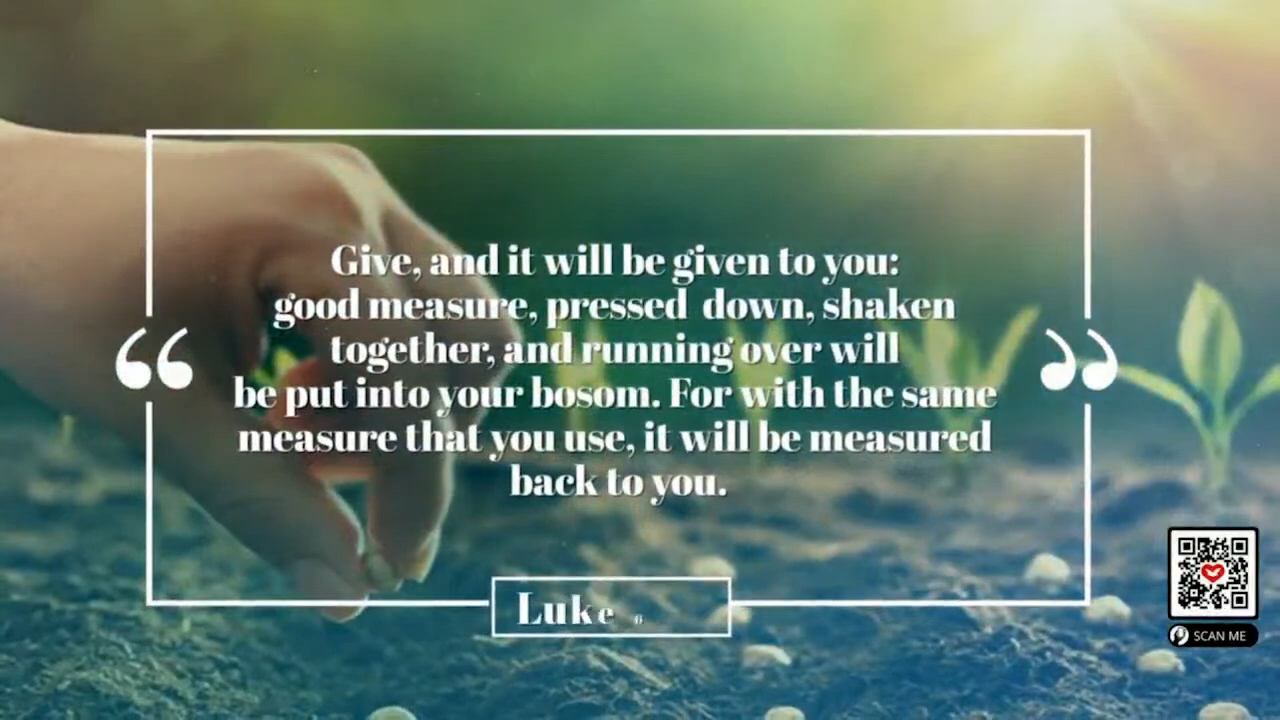 Give, and it will be given to you:
good measure, pressed down, shaken
together, and running over will
be put into your bosom. For with the same
measure that you use, it will be measured
back to you.
Luke 6
SCAN ME